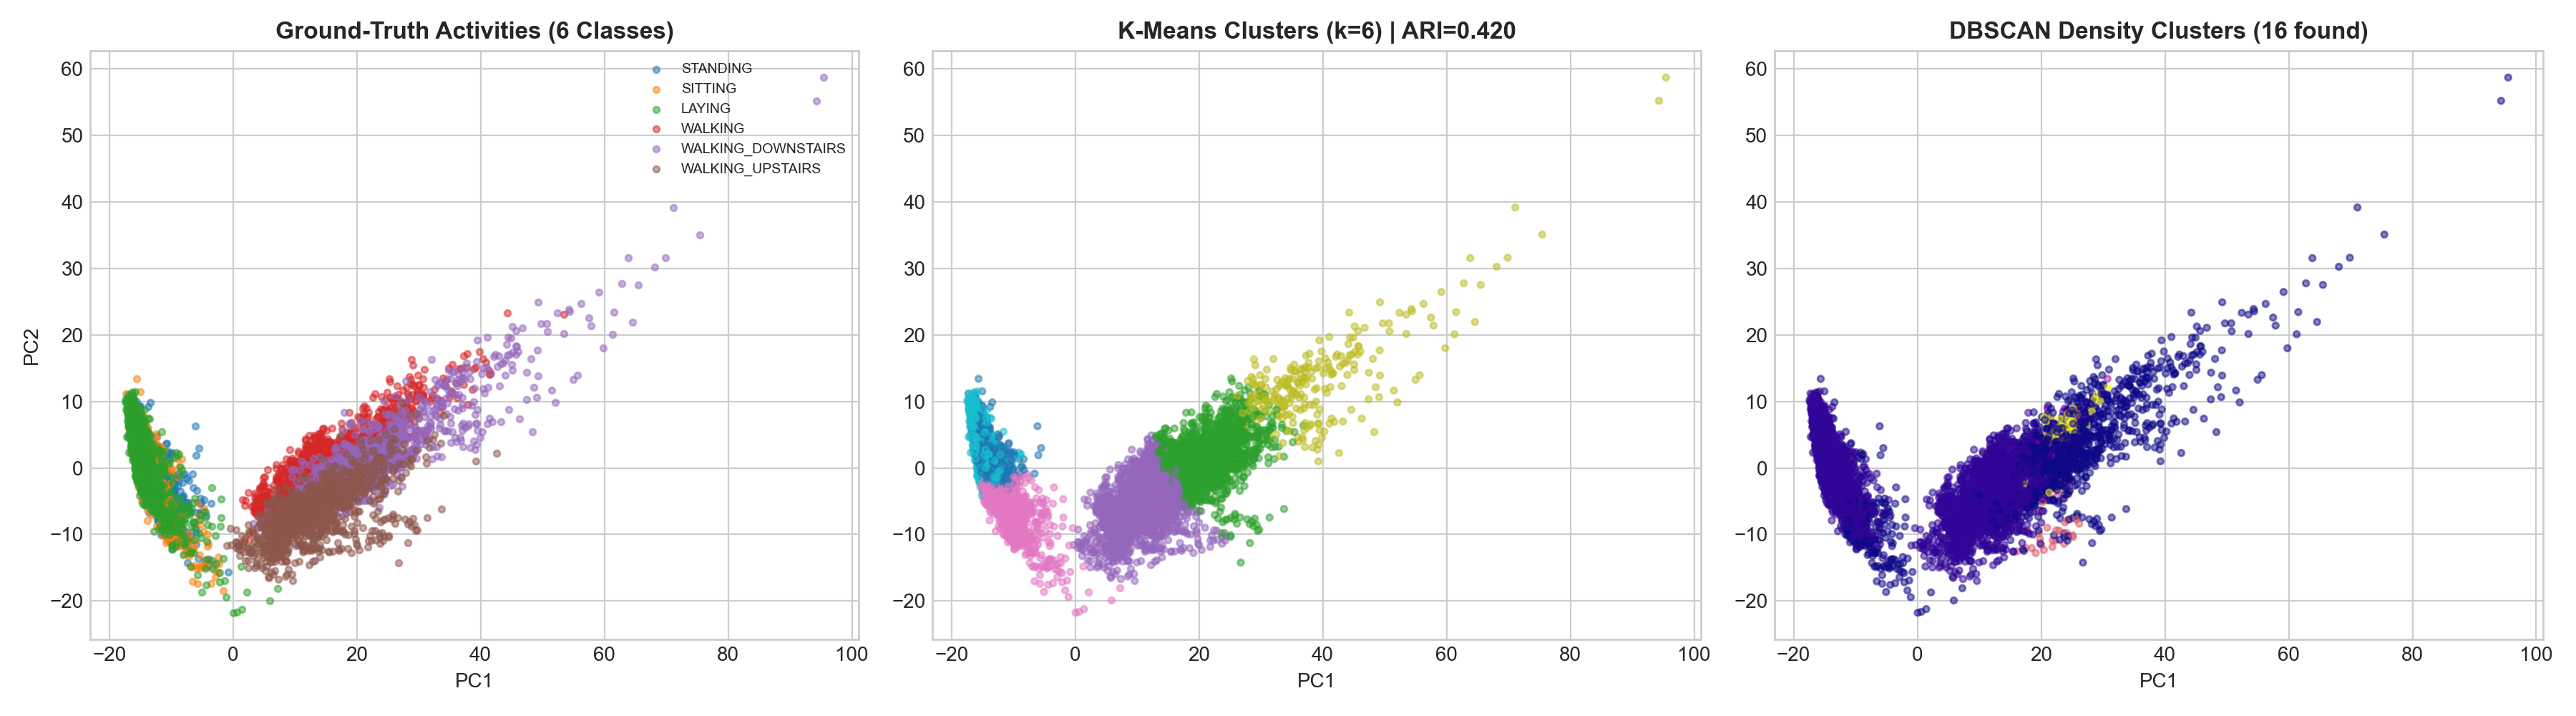 Ground-Truth Activities (6 Classes)
60
50
40
30
20
10
0
−10
−20
PC2
STANDING
SITTING
LAYING
WALKING
WALKING_DOWNSTAIRS
WALKING_UPSTAIRS
−20 0 20 40 60 80 100
PC1
K-Means Clusters (k=6) | ARI=0.420
60
50
40
30
20
10
0
−10
−20
−20 0 20 40 60 80 100
PC1
DBSCAN Density Clusters (16 found)
60
50
40
30
20
10
0
−10
−20
−20 0 20 40 60 80 100
PC1